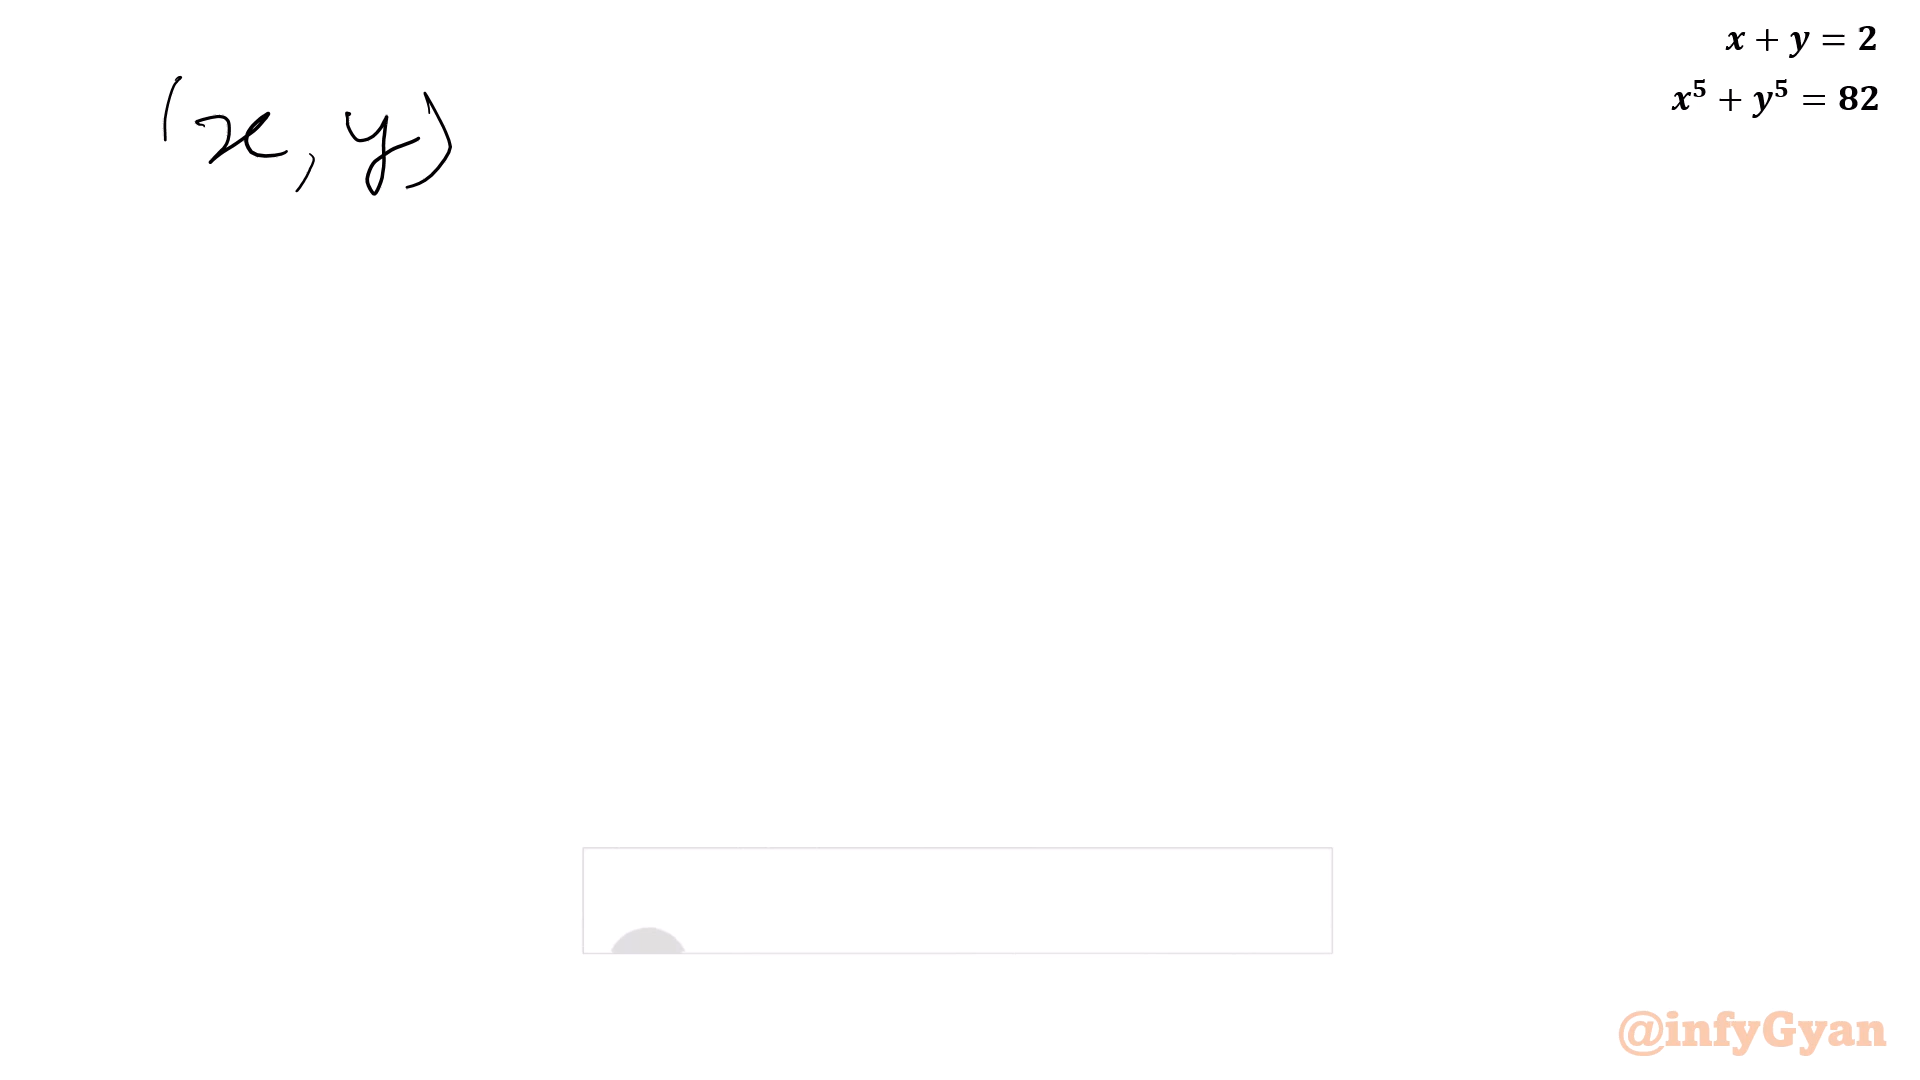 x + y = 2
x⁵ + y⁵ = 82
(x, y)
@infyGyan